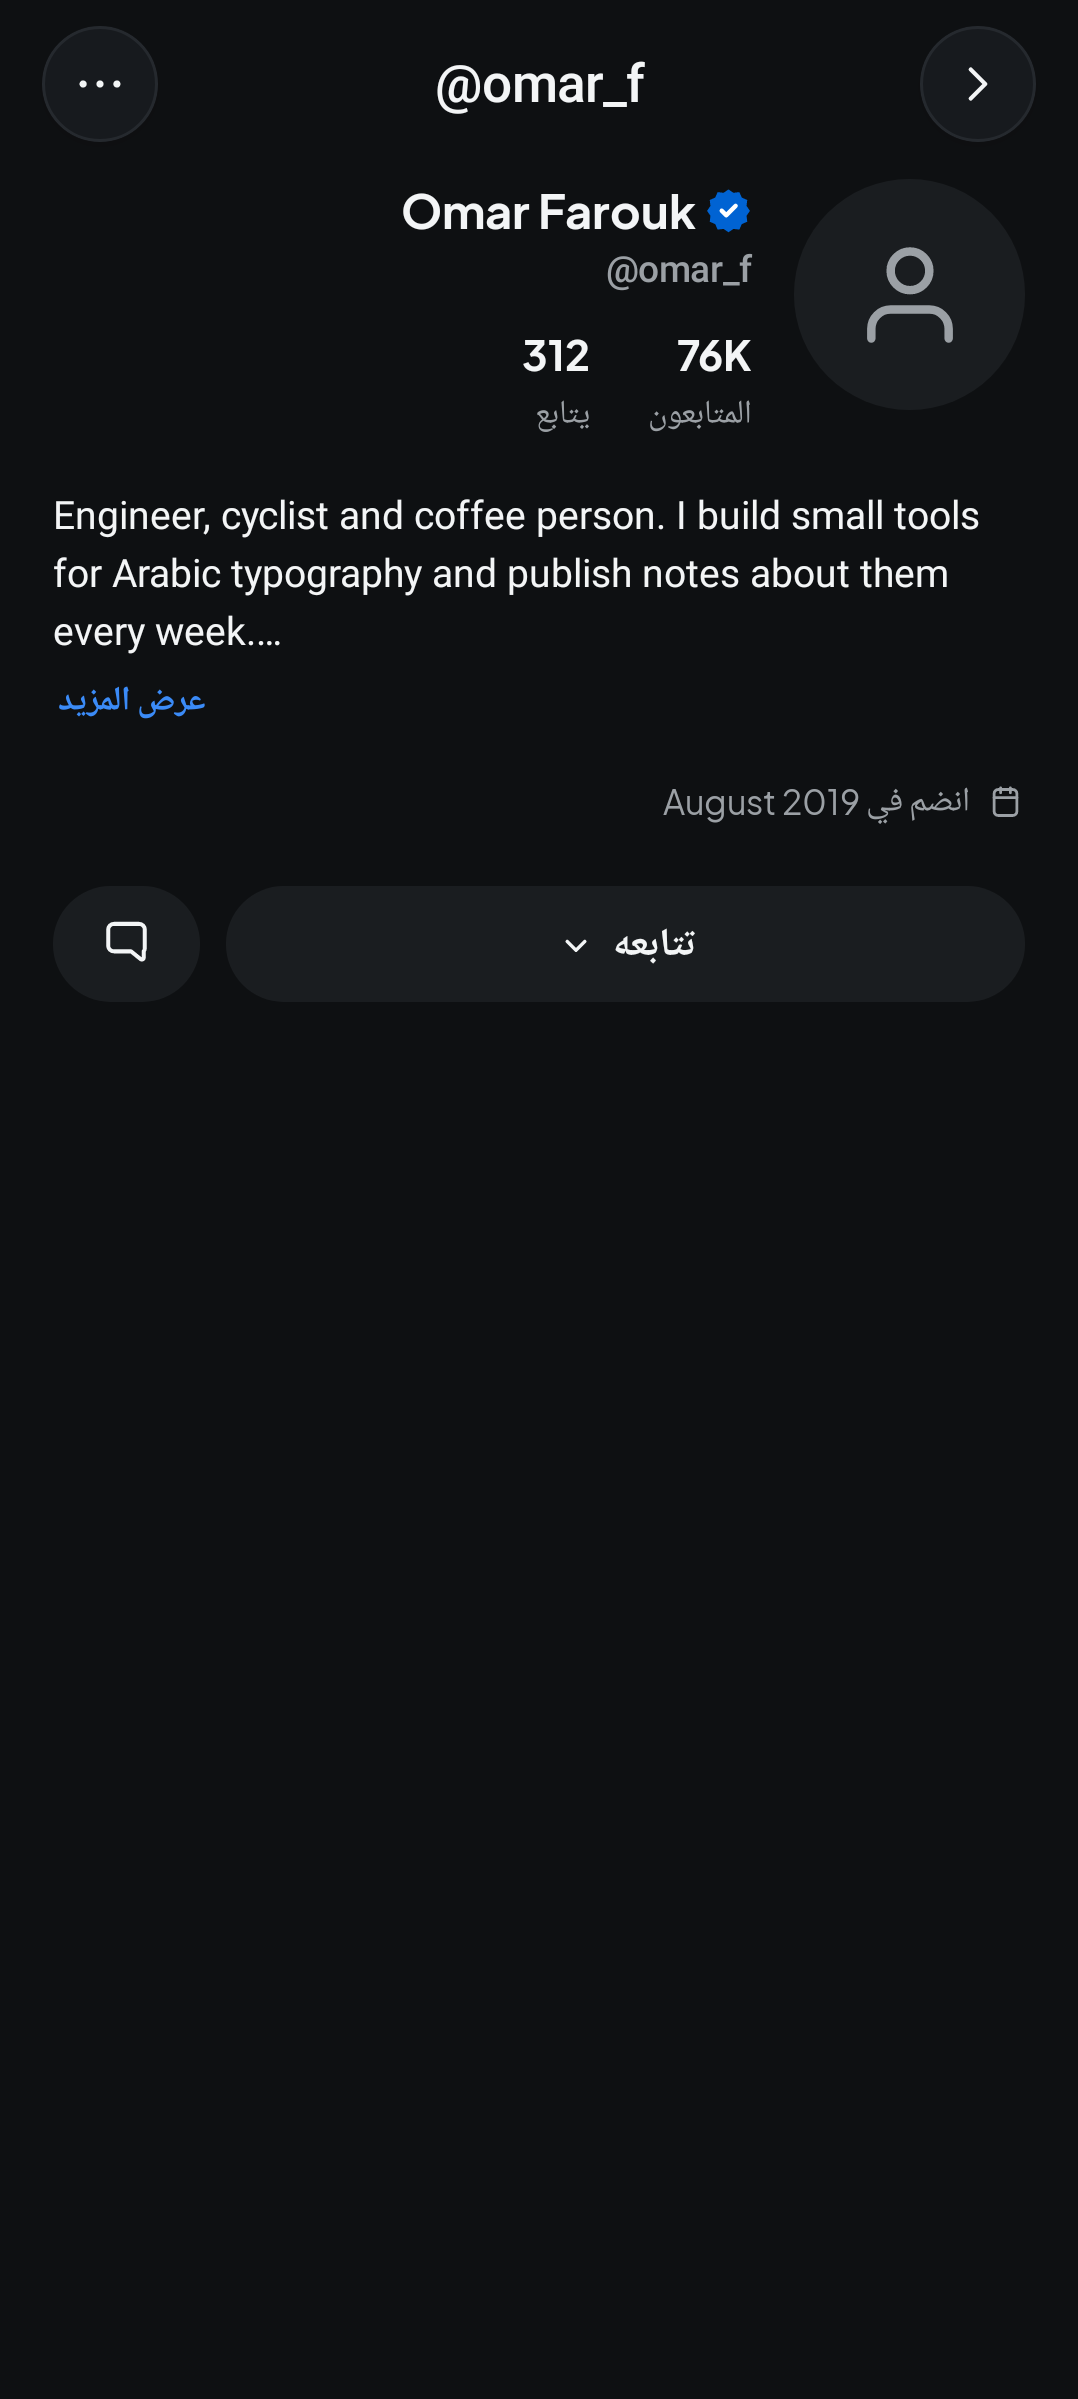 @omar_f
Omar Farouk
@omar_f
76K 312
المتابعون يتابع
Engineer, cyclist and coffee person. I build small tools
for Arabic typography and publish notes about them
every week.…
عرض المزيد
انضم في August 2019
تتابعه